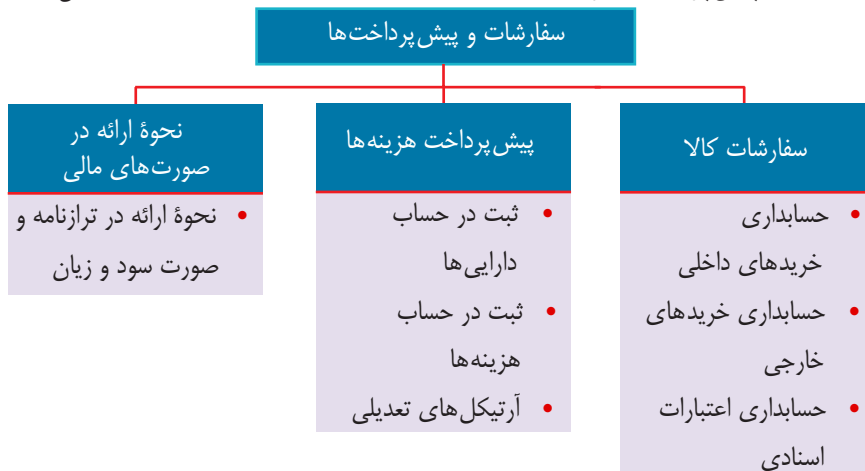 سفارشات و پیش‌پرداخت‌ها
سفارشات کالا
• حسابداری
خریدهای داخلی
• حسابداری خریدهای
خارجی
• حسابداری اعتبارات
اسنادی
پیش‌پرداخت هزینه‌ها
• ثبت در حساب
دارایی‌ها
• ثبت در حساب
هزینه‌ها
• آرتیکل‌های تعدیلی
نحوۀ ارائه در
صورت‌های مالی
• نحوۀ ارائه در ترازنامه و
صورت سود و زیان